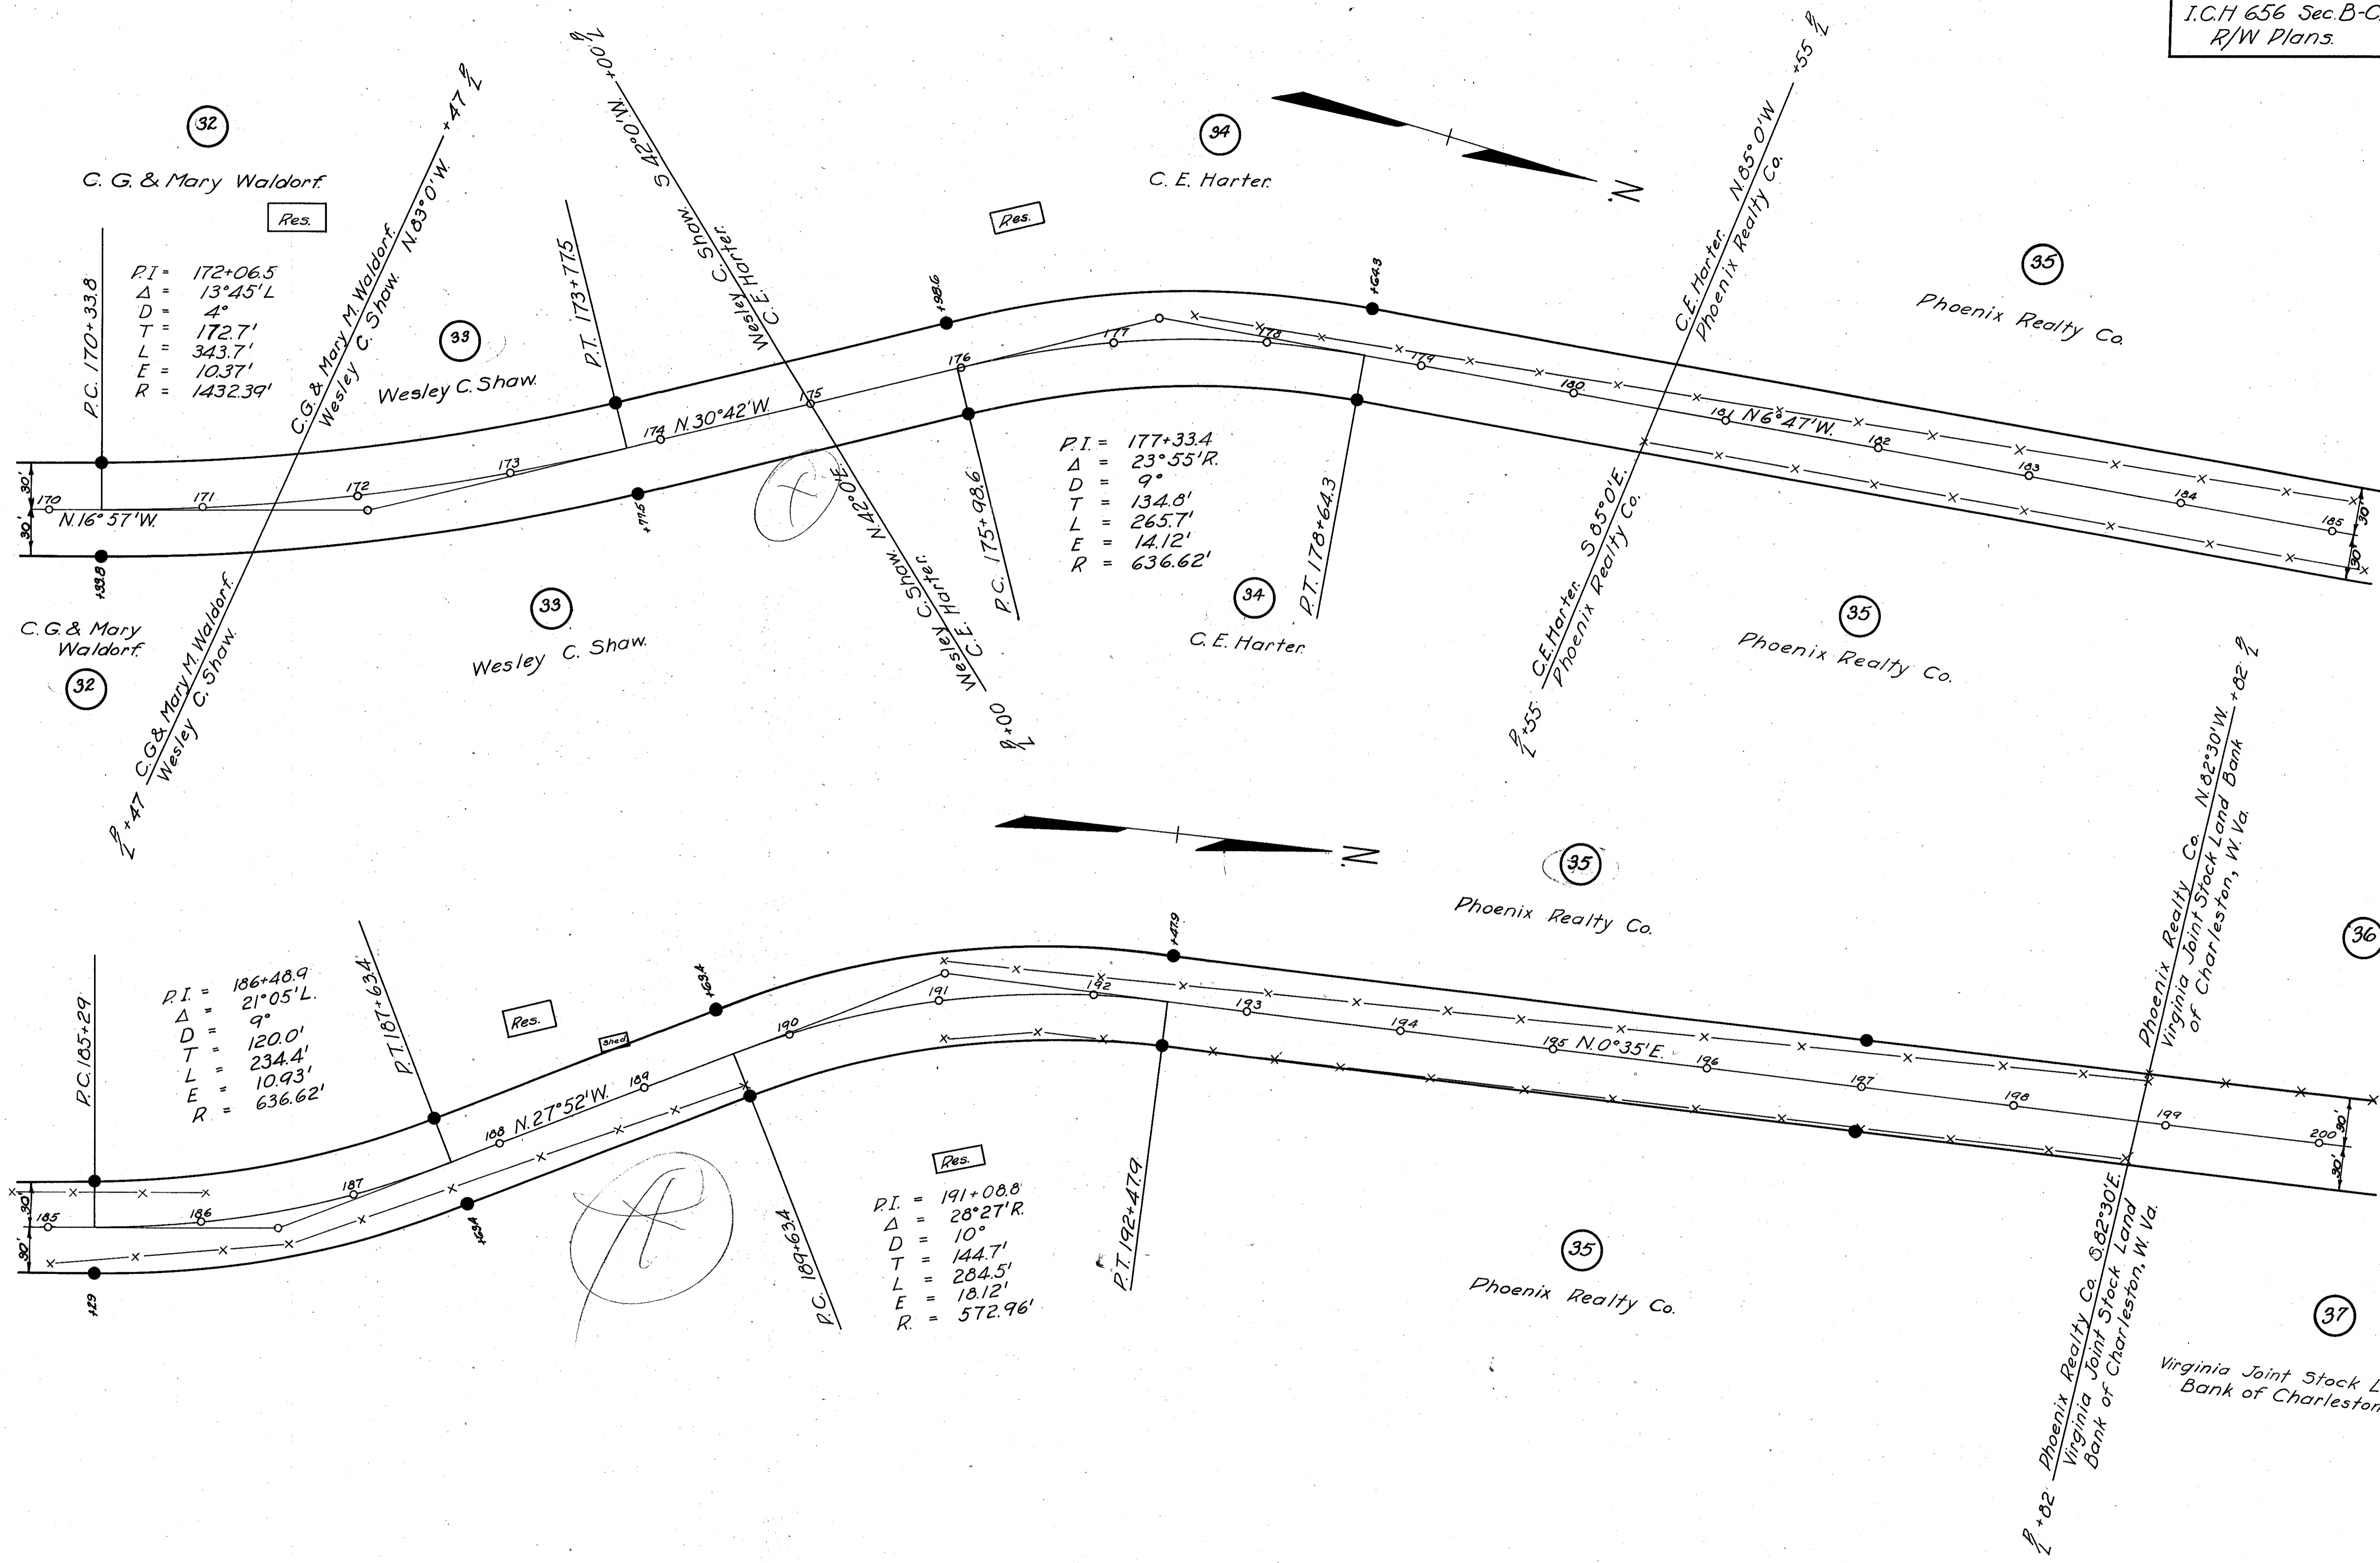 I.C.H 656 Sec. B-C
R/W Plans.
32
C. G. & Mary Waldorf.
Res.
P.C. 170+33.8
P.I = 172+06.5
Δ = 13°45'L
D = 4°
T = 172.7'
L = 343.7'
E = 10.37'
R = 1432.39'
C.G. & Mary M. Waldorf.
Wesley C. Shaw. N.83°0'W.
+47 P/L
33
Wesley C. Shaw.
P.T. 173+77.5
S 42°0'W. +00 P/L
Wesley C. Shaw.
C.E. Harter.
+98.6
Res.
34
C. E. Harter.
N.
+64.3
C.E. Harter. N.85°0'W +55 P/L
Phoenix Realty Co.
35
Phoenix Realty Co.
30'
30'
170
N.16°57'W.
171
172
173
174
N.30°42'W.
175
176
177
178
179
180
181
N6°47'W.
182
183
184
185
30'
30'
+33.8
C.G. & Mary
Waldorf.
32
C.G. & Mary M. Waldorf.
Wesley C. Shaw.
P/L +47
+77.5
33
Wesley C. Shaw.
Wesley C. Shaw. N.42°0'E.
C.E. Harter.
P/L +00
P.C. 175+98.6
P.I. = 177+33.4
Δ = 23°55'R.
D = 9°
T = 134.8'
L = 265.7'
E = 14.12'
R = 636.62'
34
C. E. Harter.
P.T. 178+64.3
P/L +55 C.E. Harter. S 85°0'E.
Phoenix Realty Co.
35
Phoenix Realty Co.
N.
35
Phoenix Realty Co.
Phoenix Realty Co. N.82°30'W. +82 P/L
Virginia Joint Stock Land Bank
of Charleston, W. Va.
36
P.C. 185+29
P.I. = 186+48.9
Δ = 21°05'L.
D = 9°
T = 120.0'
L = 234.4'
E = 10.93'
R = 636.62'
P.T. 187+63.4
Res.
Shed
+63.4
+47.9
30'
30'
185
186
187
188
N.27°52'W.
189
190
191
192
193
194
195
N.0°35'E.
196
197
198
199
200
30'
30'
+29
+63.4
P.C. 189+63.4
Res.
P.I. = 191+08.8
Δ = 28°27'R.
D = 10°
T = 144.7'
L = 284.5'
E = 18.12'
R. = 572.96'
P.T. 192+47.9
35
Phoenix Realty Co.
P/L +82 Phoenix Realty Co. S.82°30'E.
Virginia Joint Stock Land
Bank of Charleston, W. Va.
37
Virginia Joint Stock L
Bank of Charleston